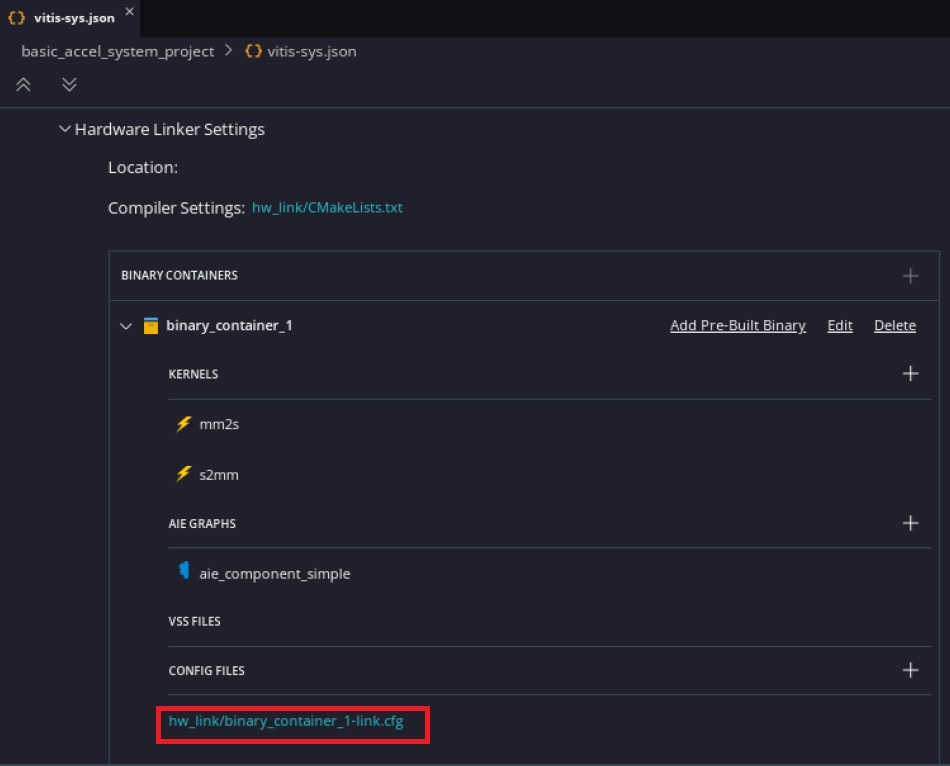 {} vitis-sys.json ×
basic_accel_system_project > {} vitis-sys.json
Hardware Linker Settings
Location:
Compiler Settings: hw_link/CMakeLists.txt
BINARY CONTAINERS +
binary_container_1 Add Pre-Built Binary Edit Delete
KERNELS +
mm2s
s2mm
AIE GRAPHS +
aie_component_simple
VSS FILES
CONFIG FILES +
hw_link/binary_container_1-link.cfg